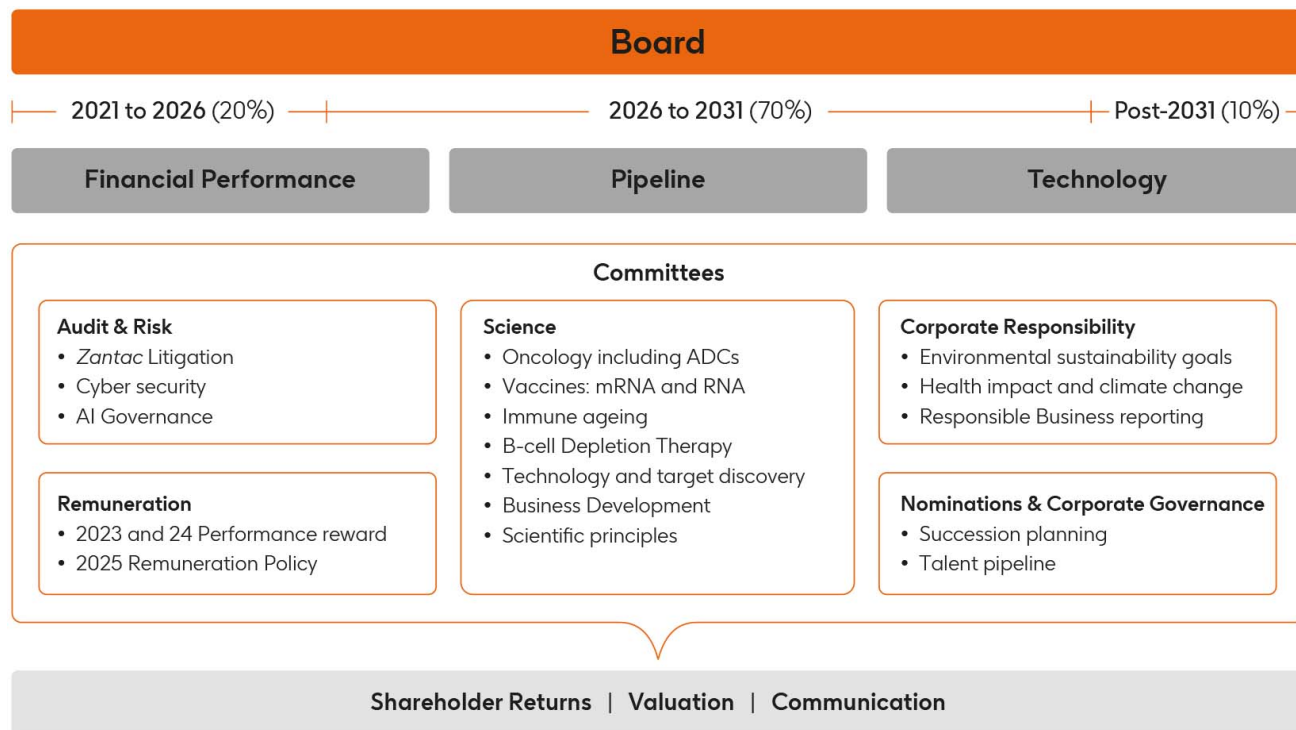 Board
2021 to 2026 (20%)
2026 to 2031 (70%)
Post-2031 (10%)
Financial Performance
Pipeline
Technology
Committees
Audit & Risk
• Zantac Litigation
• Cyber security
• AI Governance
Remuneration
• 2023 and 24 Performance reward
• 2025 Remuneration Policy
Science
• Oncology including ADCs
• Vaccines: mRNA and RNA
• Immune ageing
• B-cell Depletion Therapy
• Technology and target discovery
• Business Development
• Scientific principles
Corporate Responsibility
• Environmental sustainability goals
• Health impact and climate change
• Responsible Business reporting
Nominations & Corporate Governance
• Succession planning
• Talent pipeline
Shareholder Returns | Valuation | Communication